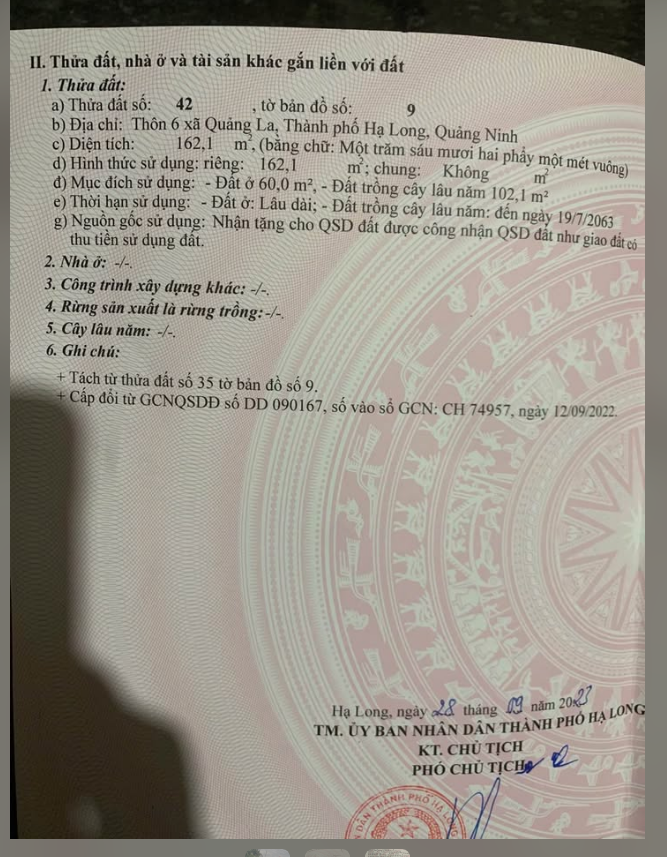 II. Thửa đất, nhà ở và tài sản khác gắn liền với đất
1. Thửa đất:
a) Thửa đất số: 42 , tờ bản đồ số: 9
b) Địa chỉ: Thôn 6 xã Quảng La, Thành phố Hạ Long, Quảng Ninh
c) Diện tích: 162,1 m², (bằng chữ: Một trăm sáu mươi hai phẩy một mét vuông)
d) Hình thức sử dụng: riêng: 162,1 m²; chung: Không m²
đ) Mục đích sử dụng: - Đất ở 60,0 m², - Đất trồng cây lâu năm 102,1 m²
e) Thời hạn sử dụng: - Đất ở: Lâu dài; - Đất trồng cây lâu năm: đến ngày 19/7/2063
g) Nguồn gốc sử dụng: Nhận tặng cho QSD đất được công nhận QSD đất như giao đất có
thu tiền sử dụng đất.
2. Nhà ở: -/-.
3. Công trình xây dựng khác: -/-.
4. Rừng sản xuất là rừng trồng: -/-.
5. Cây lâu năm: -/-.
6. Ghi chú:
+ Tách từ thửa đất số 35 tờ bản đồ số 9.
+ Cấp đổi từ GCNQSDĐ số DD 090167, số vào sổ GCN: CH 74957, ngày 12/09/2022.
Hạ Long, ngày 28 tháng 09 năm 2023
TM. ỦY BAN NHÂN DÂN THÀNH PHỐ HẠ LONG
KT. CHỦ TỊCH
PHÓ CHỦ TỊCH
DÂN THÀNH PHỐ HẠ LONG